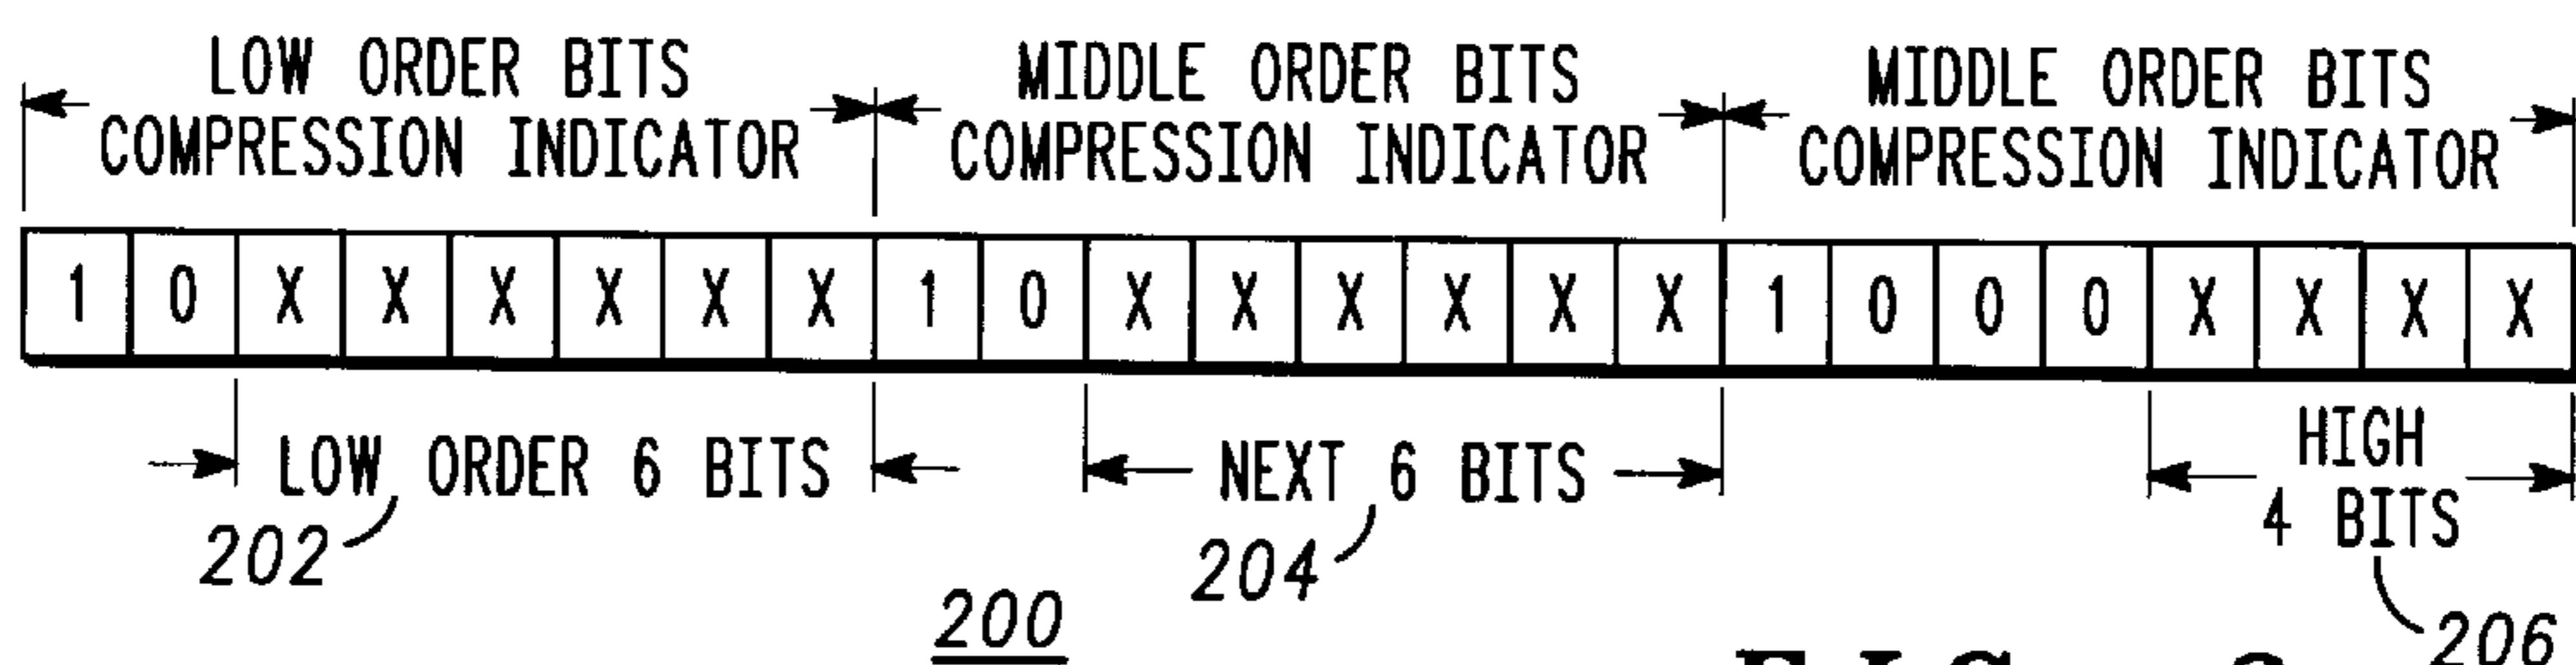 LOW ORDER BITS
COMPRESSION INDICATOR
MIDDLE ORDER BITS
COMPRESSION INDICATOR
MIDDLE ORDER BITS
COMPRESSION INDICATOR
1 0 X X X X X X 1 0 X X X X X X 1 0 0 0 X X X X
LOW ORDER 6 BITS
NEXT 6 BITS
HIGH
4 BITS
202
204
206
200